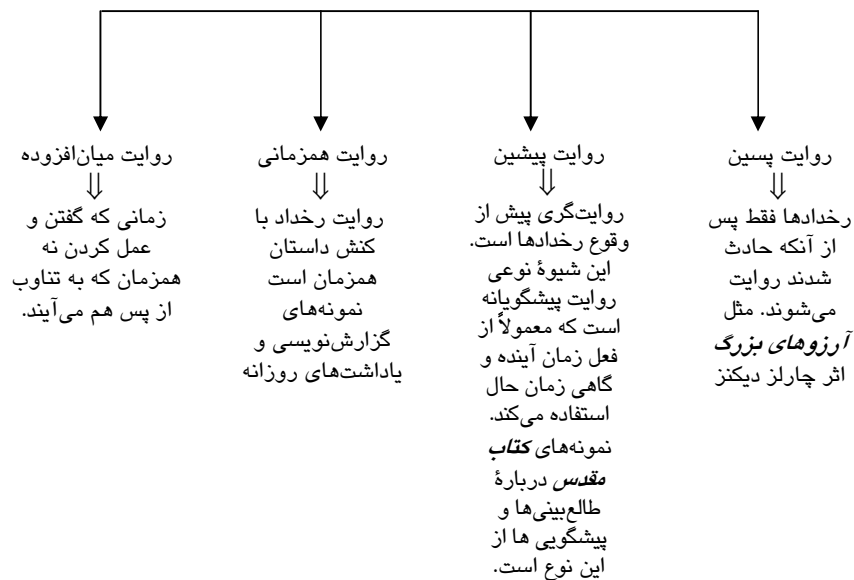 روایت پسین
⇓
رخدادها فقط پس
از آنکه حادث
شدند روایت
می‌شوند. مثل
آرزوهای بزرگ
اثر چارلز دیکنز
روایت پیشین
⇓
روایت‌گری پیش از
وقوع رخدادها است.
این شیوۀ نوعی
روایت پیشگویانه
است که معمولاً از
فعل زمان آینده و
گاهی زمان حال
استفاده می‌کند.
نمونه‌های کتاب
مقدس دربارۀ
طالع‌بینی‌ها و
پیشگویی ها از
این نوع است.
روایت همزمانی
⇓
روایت رخداد با
کنش داستان
همزمان است
نمونه‌های
گزارش‌نویسی و
یاداشت‌های روزانه
روایت میان‌افزوده
⇓
زمانی که گفتن و
عمل کردن نه
همزمان که به تناوب
از پس هم می‌آیند.